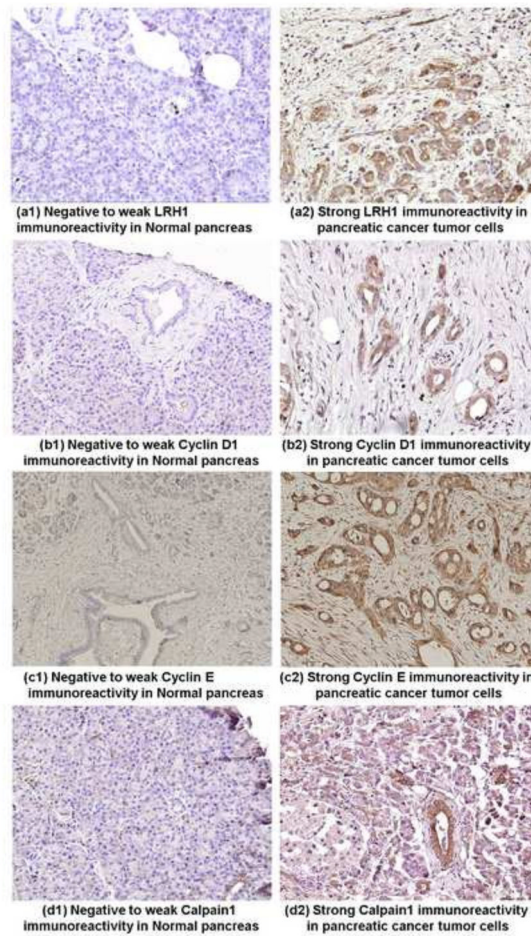 (a1) Negative to weak LRH1
immunoreactivity in Normal pancreas
(a2) Strong LRH1 immunoreactivity in
pancreatic cancer tumor cells
(b1) Negative to weak Cyclin D1
immunoreactivity in Normal pancreas
(b2) Strong Cyclin D1 immunoreactivity
in pancreatic cancer tumor cells
(c1) Negative to weak Cyclin E
immunoreactivity in Normal pancreas
(c2) Strong Cyclin E immunoreactivity in
pancreatic cancer tumor cells
(d1) Negative to weak Calpain1
immunoreactivity in Normal pancreas
(d2) Strong Calpain1 immunoreactivity
in pancreatic cancer tumor cells